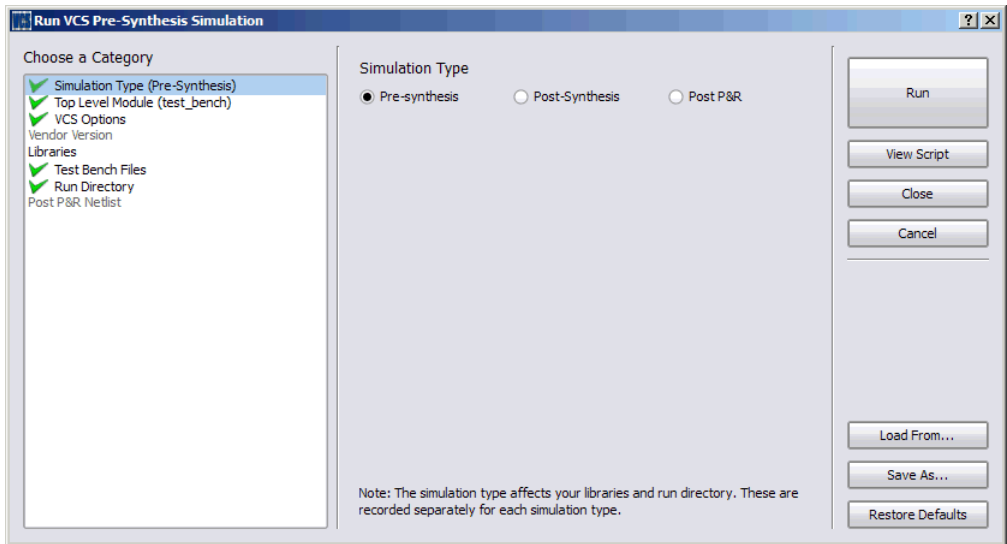 Run VCS Pre-Synthesis Simulation
Choose a Category
Simulation Type (Pre-Synthesis)
Top Level Module (test_bench)
VCS Options
Vendor Version
Libraries
Test Bench Files
Run Directory
Post P&R Netlist
Simulation Type
Pre-synthesis
Post-Synthesis
Post P&R
Note: The simulation type affects your libraries and run directory. These are
recorded separately for each simulation type.
Run
View Script
Close
Cancel
Load From...
Save As...
Restore Defaults